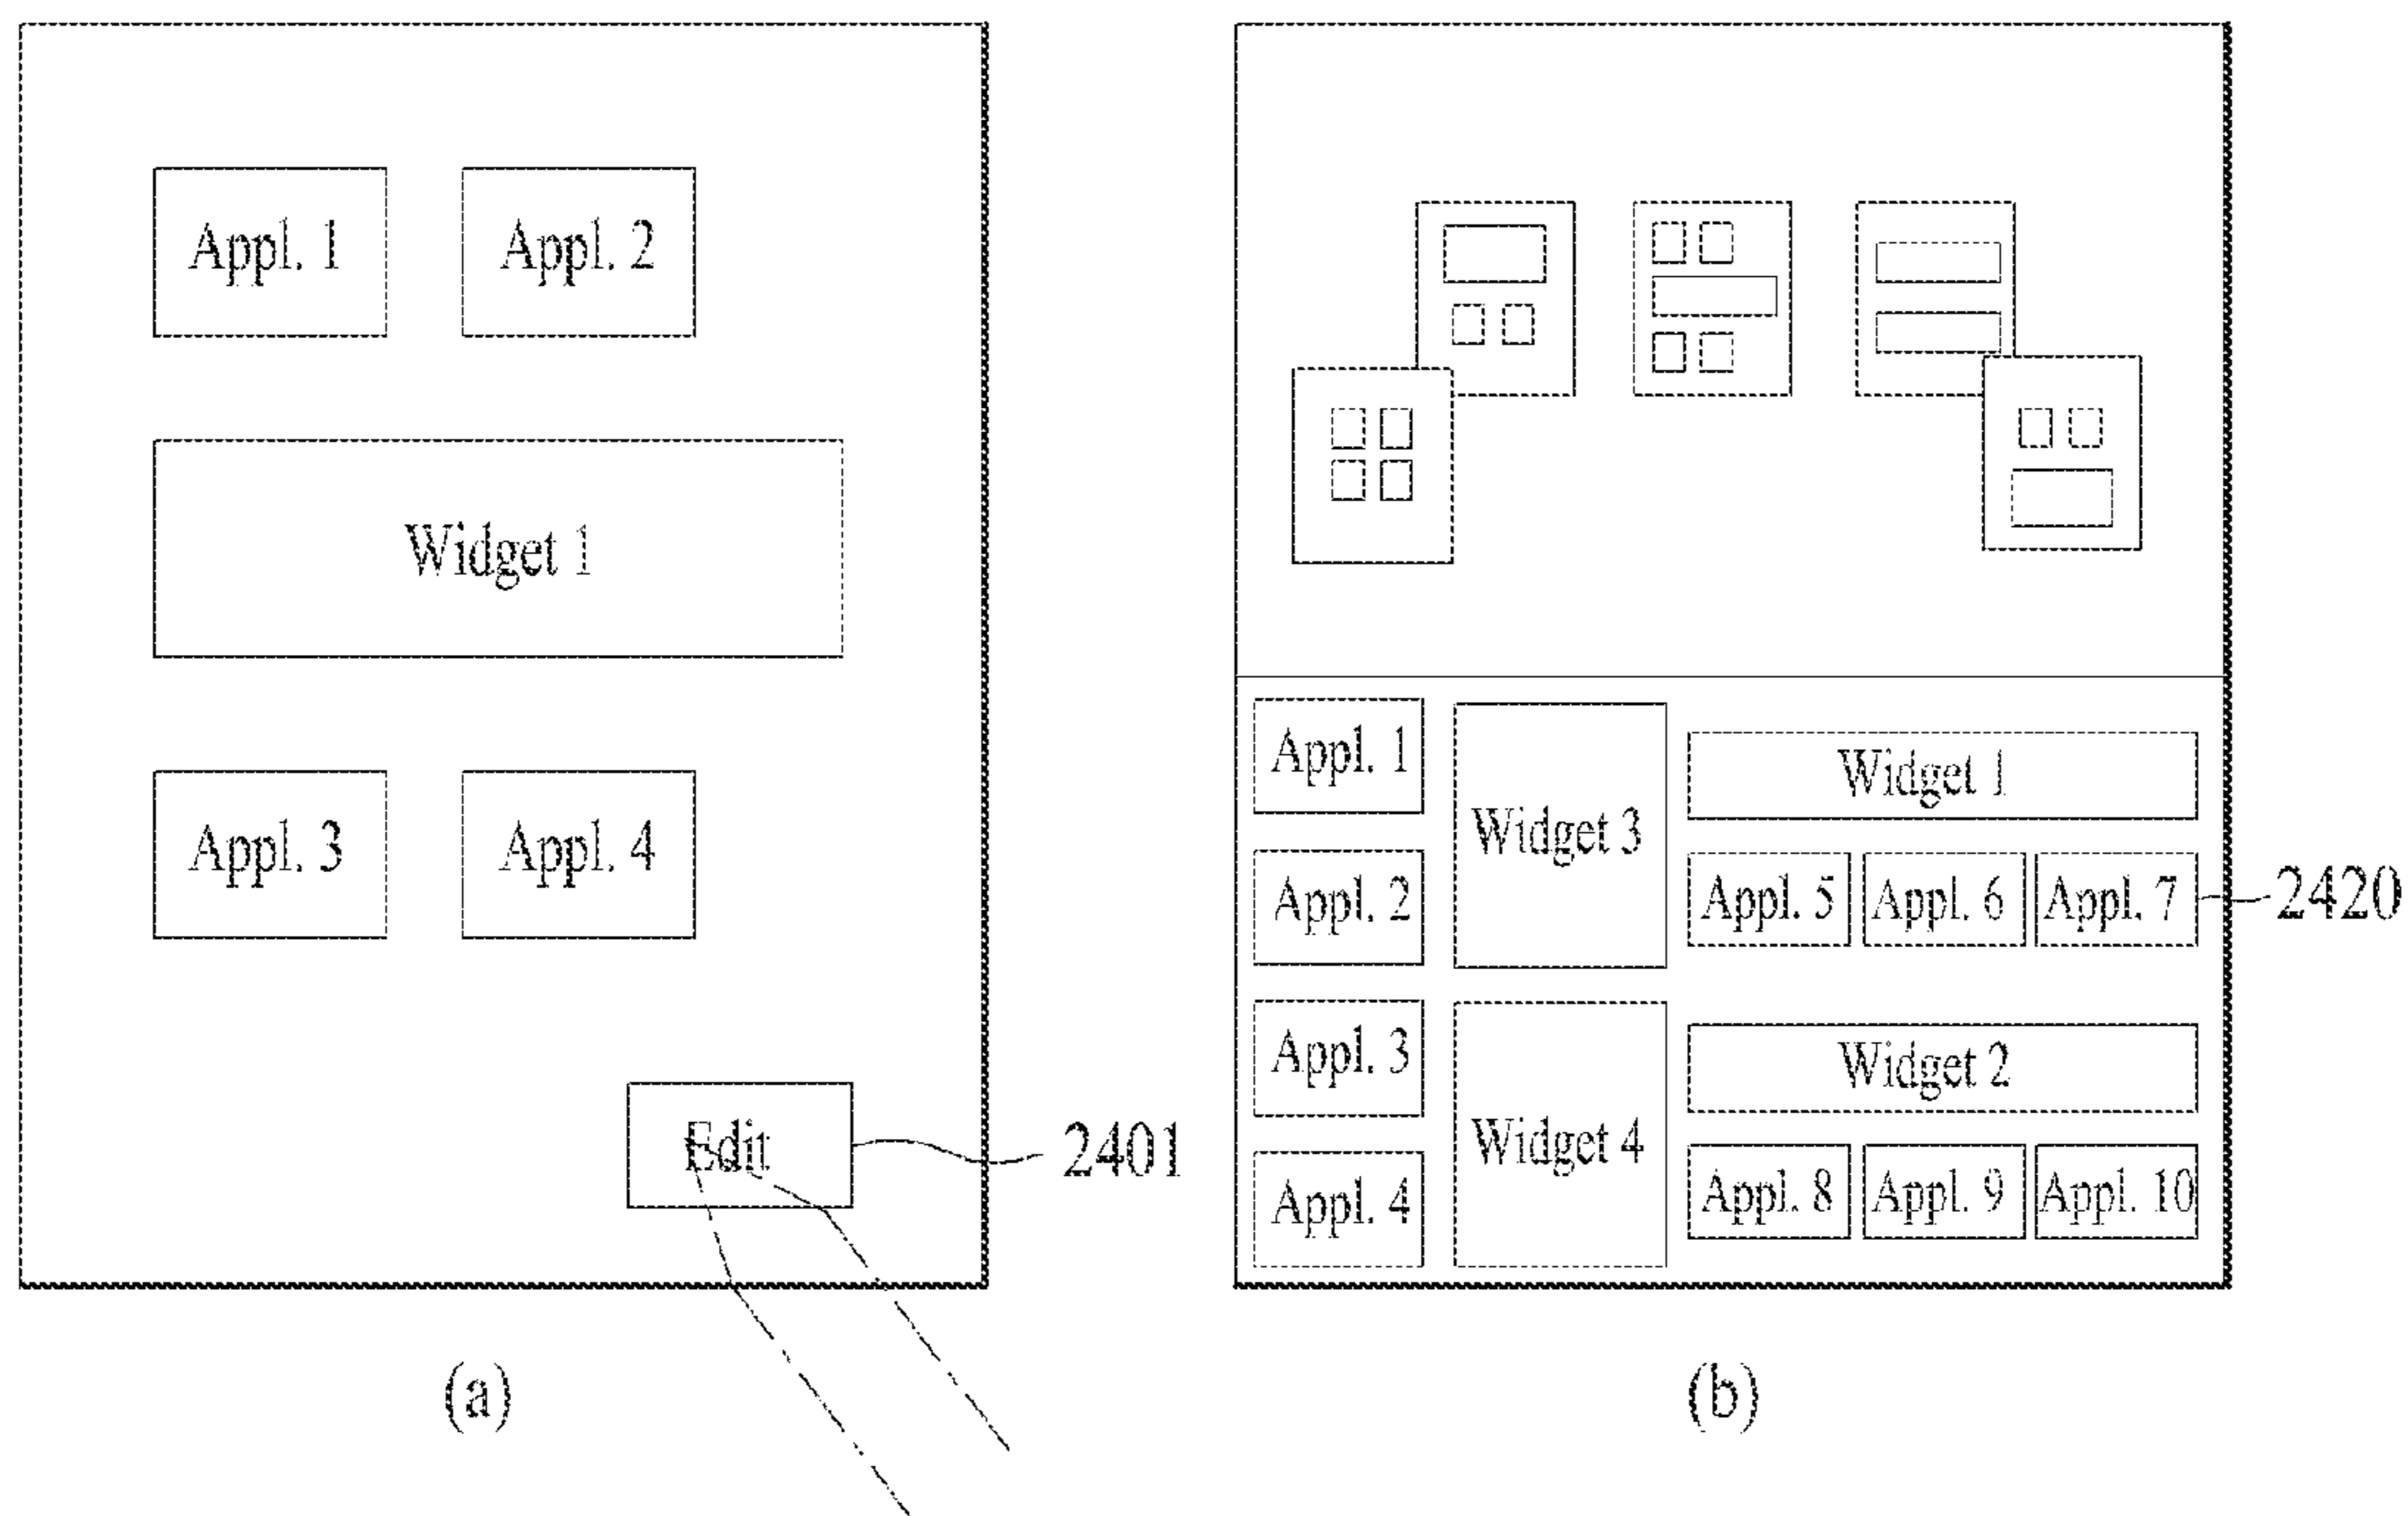 Appl. 1 Appl. 2
Widget 1
Appl. 3 Appl. 4
Edit 2401
(a)
Appl. 1 Widget 3 Widget 1
Appl. 2 Appl. 5 Appl. 6 Appl. 7 2420
Appl. 3 Widget 4 Widget 2
Appl. 4 Appl. 8 Appl. 9 Appl. 10
(b)